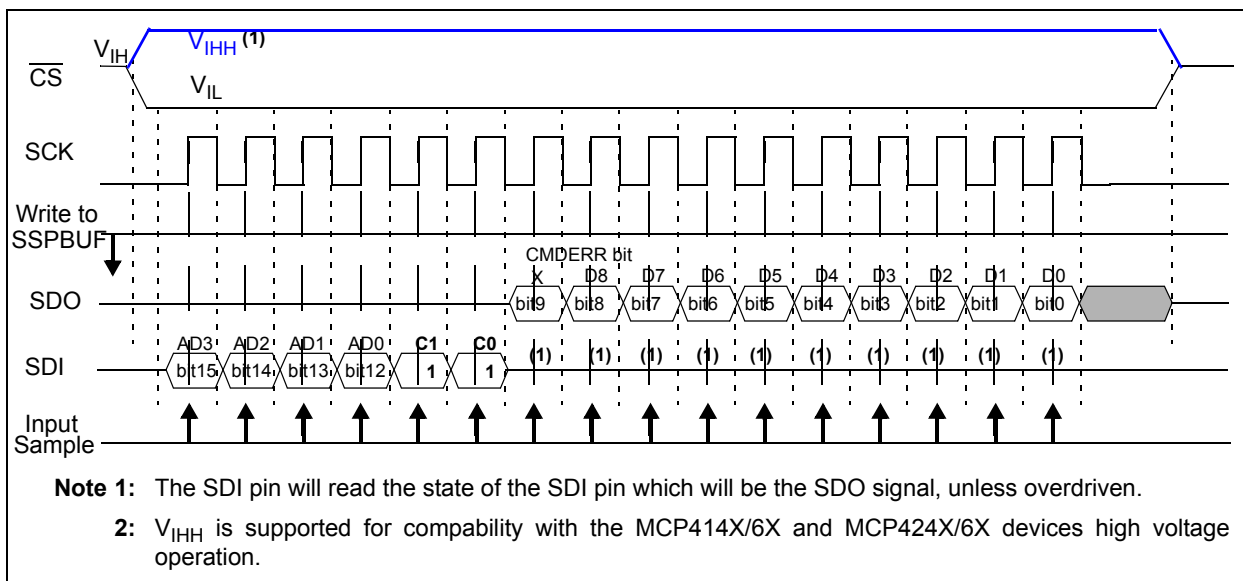 VIH VIHH (1)
CS
VIL
SCK
Write to
SSPBUF
CMDERR bit
X D8 D7 D6 D5 D4 D3 D2 D1 D0
SDO bit9 bit8 bit7 bit6 bit5 bit4 bit3 bit2 bit1 bit0
AD3 AD2 AD1 AD0 C1 C0 (1) (1) (1) (1) (1) (1) (1) (1) (1) (1)
SDI bit15 bit14 bit13 bit12 1 1
Input
Sample
Note 1: The SDI pin will read the state of the SDI pin which will be the SDO signal, unless overdriven.
2: VIHH is supported for compability with the MCP414X/6X and MCP424X/6X devices high voltage
operation.